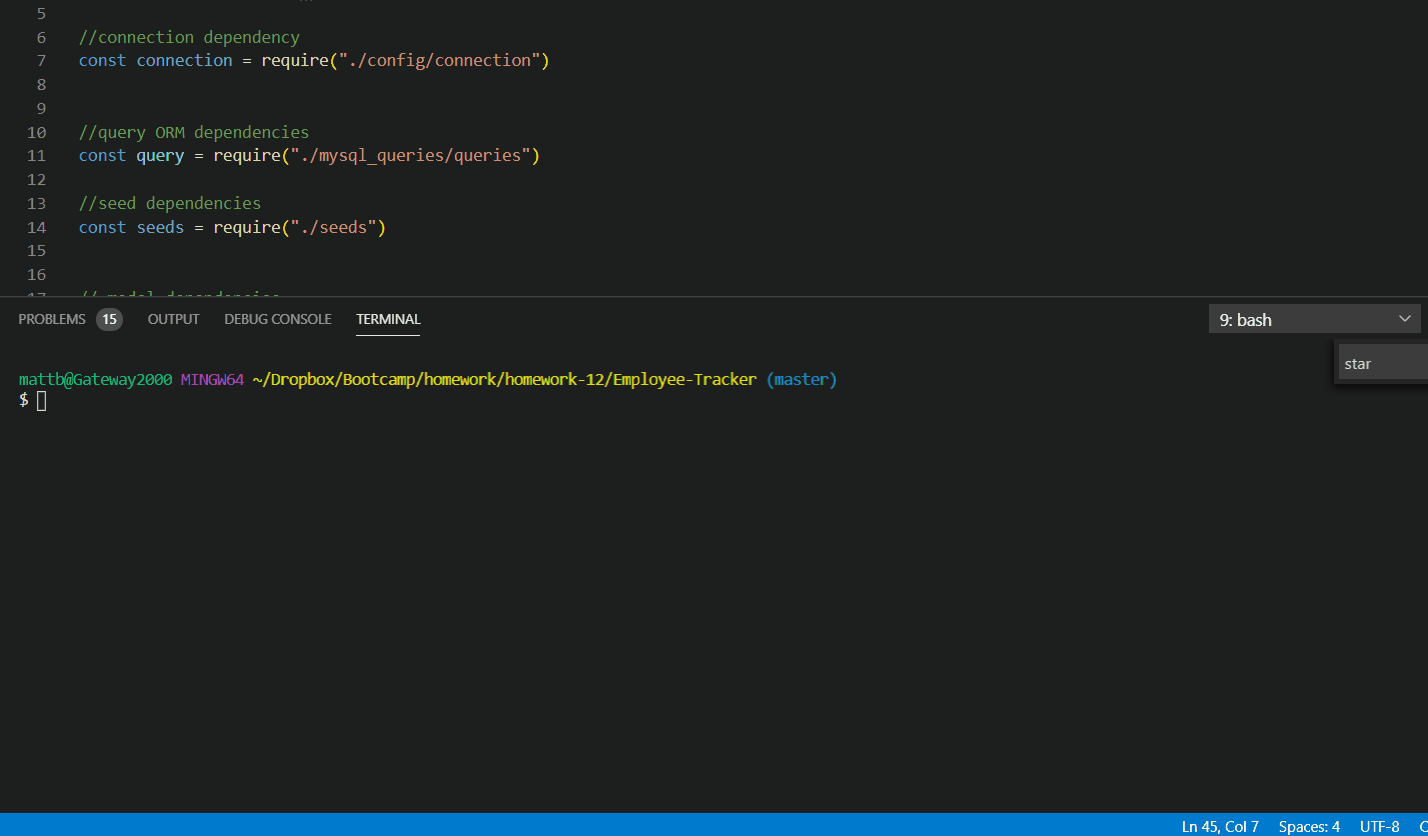 5
6 //connection dependency
7 const connection = require("./config/connection")
8
9
10 //query ORM dependencies
11 const query = require("./mysql_queries/queries")
12
13 //seed dependencies
14 const seeds = require("./seeds")
15
16
17 // model dependencies
PROBLEMS 15 OUTPUT DEBUG CONSOLE TERMINAL 9: bash
star
mattb@Gateway2000 MINGW64 ~/Dropbox/Bootcamp/homework/homework-12/Employee-Tracker (master)
$
Ln 45, Col 7 Spaces: 4 UTF-8